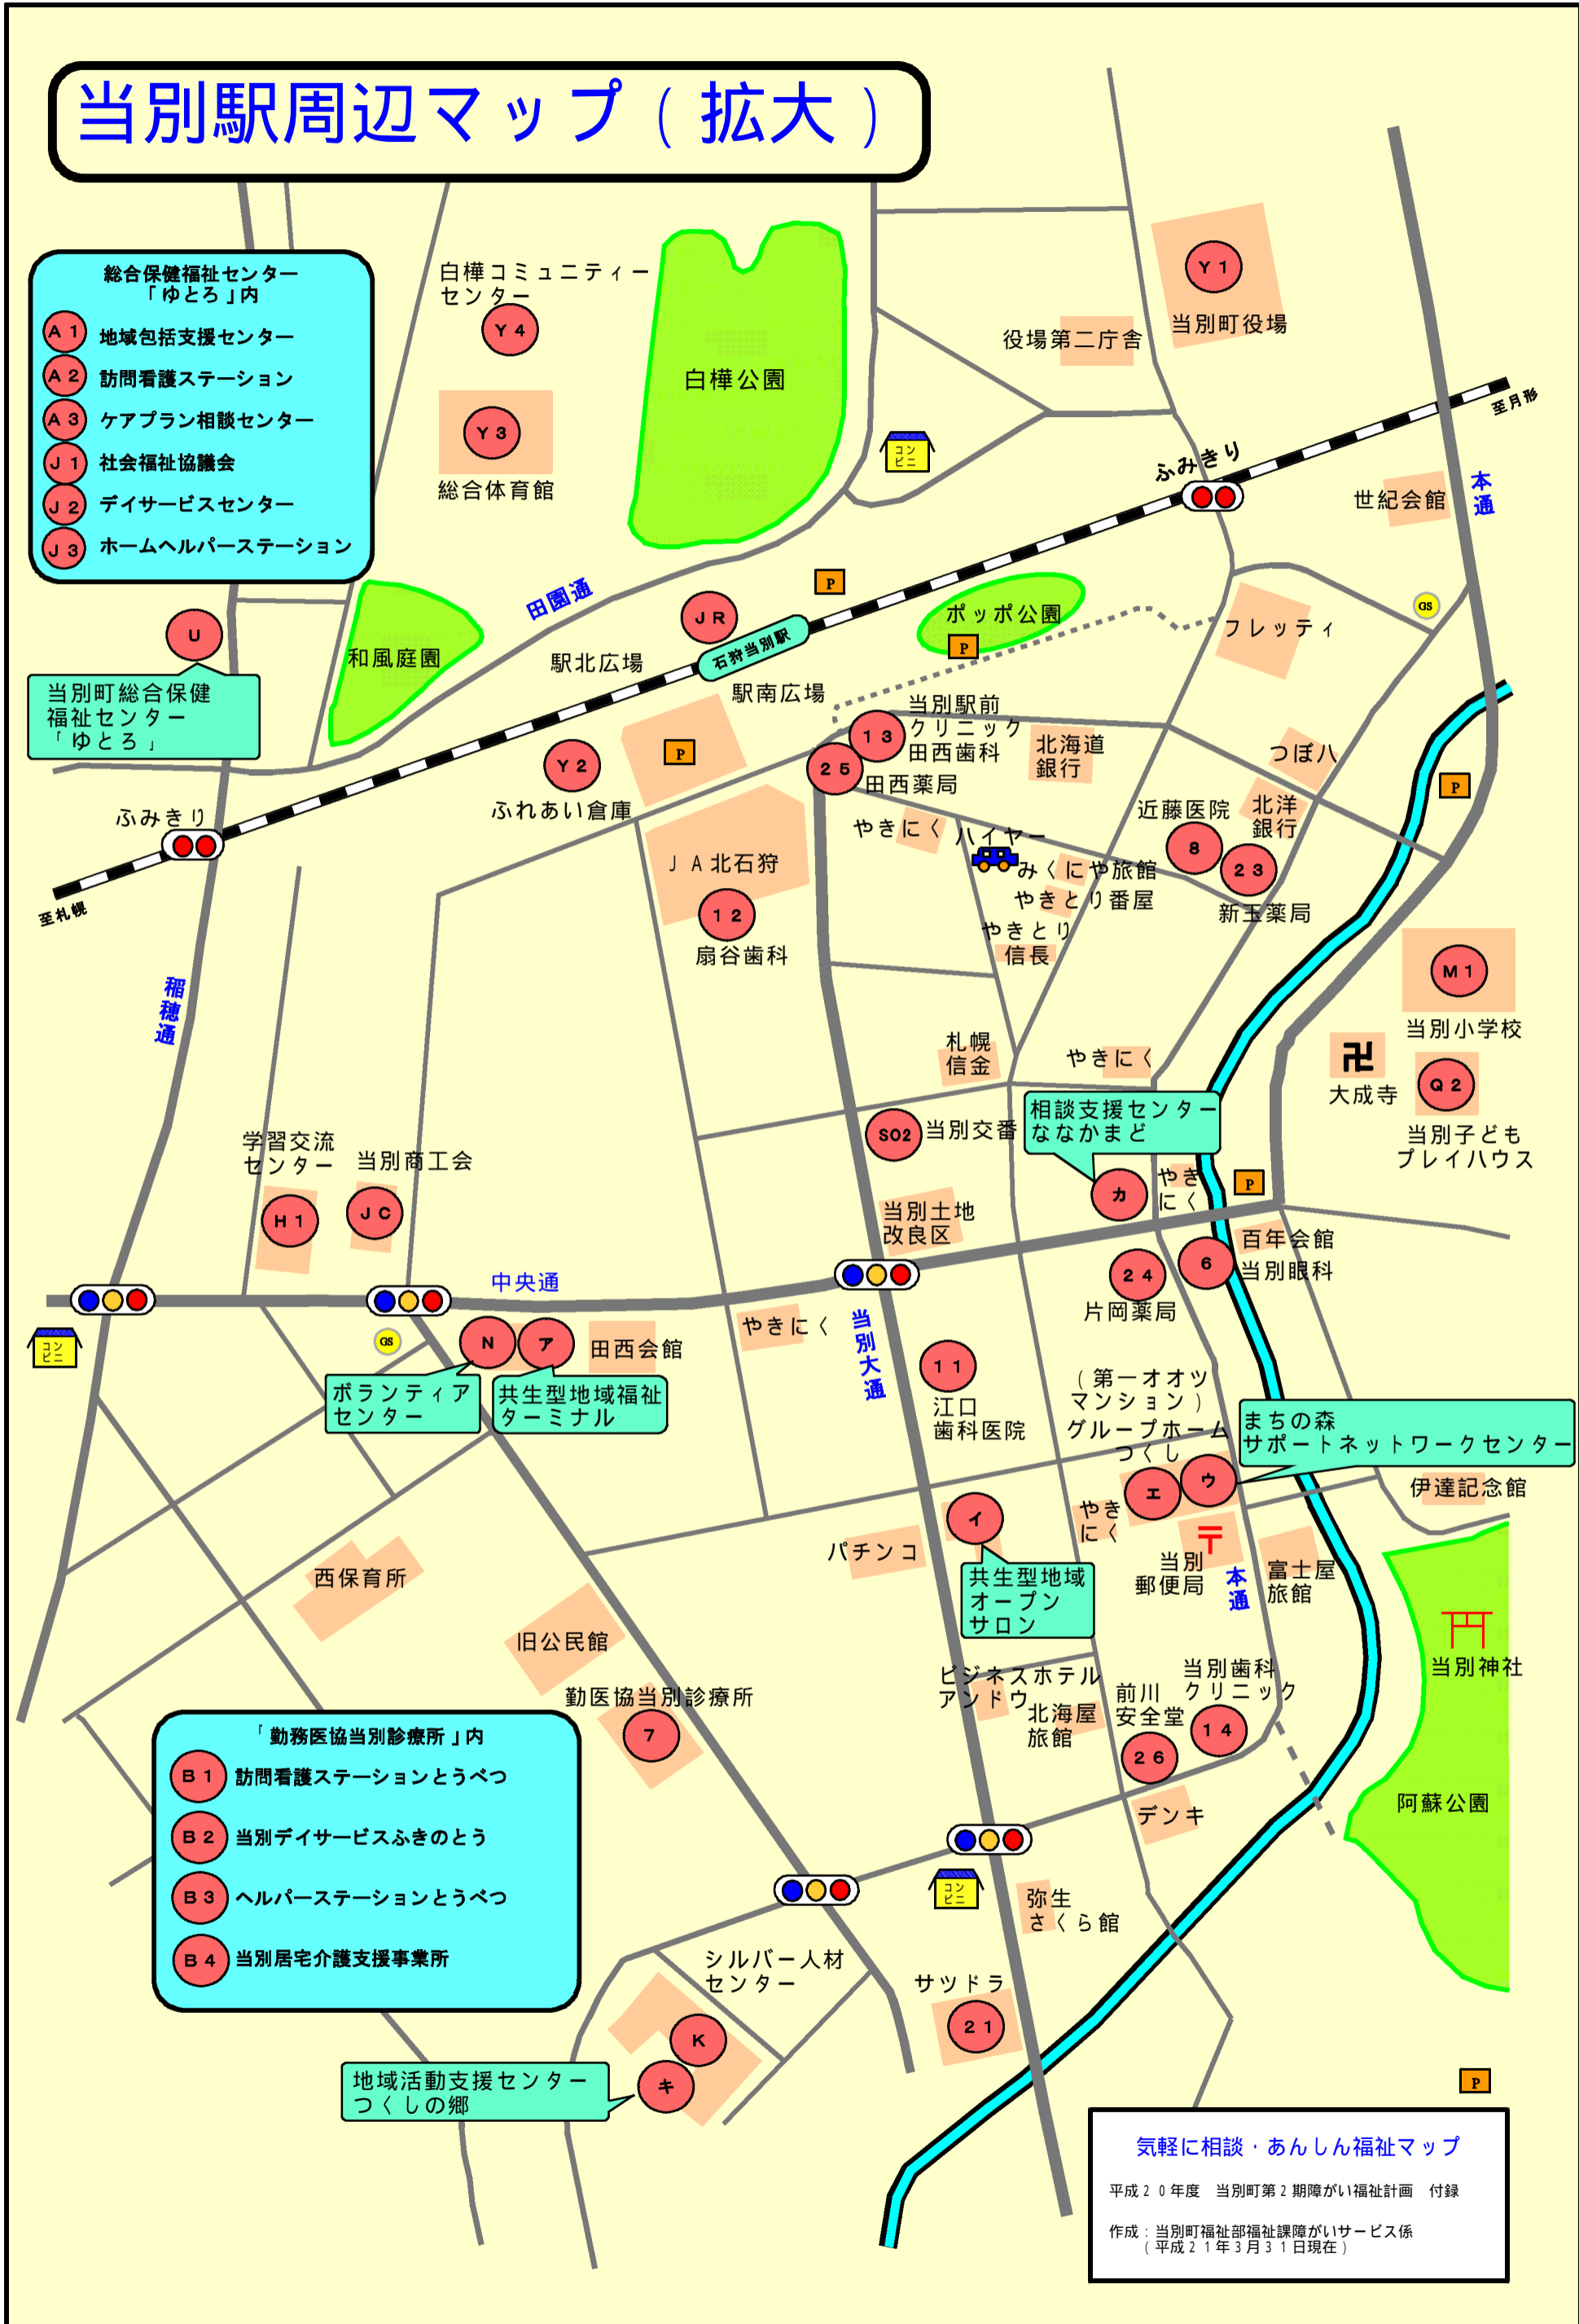 当別駅周辺マップ(拡大)
総合保健福祉センター
「ゆとろ」内
A1 地域包括支援センター
A2 訪問看護ステーション
A3 ケアプラン相談センター
J1 社会福祉協議会
J2 デイサービスセンター
J3 ホームヘルパーステーション
白樺コミュニティー
センター
Y4
Y3
総合体育館
白樺公園
Y1
当別町役場
役場第二庁舎
コン
ビニ
至月形
ふみきり
本通
世紀会館
GS
田園通
P
JR
石狩当別駅
ポッポ公園
P
フレッティ
U
当別町総合保健
福祉センター
「ゆとろ」
和風庭園
駅北広場
駅南広場
P
Y2
ふれあい倉庫
13
当別駅前
クリニック
田西歯科
25
田西薬局
北海道
銀行
つぼ八
P
ふみきり
至札幌
やきにく
ハイヤー
近藤医院
8
北洋
銀行
23
新玉薬局
みくにや旅館
やきとり番屋
やきとり
信長
JA北石狩
12
扇谷歯科
稲穂通
M1
当別小学校
卍
大成寺
Q2
当別子ども
プレイハウス
札幌
信金
やきにく
SO2
当別交番
相談支援センター
ななかまど
カ
やき
にく
P
学習交流
センター
H1
当別商工会
JC
当別土地
改良区
百年会館
6
当別眼科
24
片岡薬局
中央通
コン
ビニ
GS
N
ア
田西会館
やきにく
当別大通
ボランティア
センター
共生型地域福祉
ターミナル
11
江口
歯科医院
(第一オオツ
マンション)
グループホーム
つくし
まちの森
サポートネットワークセンター
エ
ウ
伊達記念館
やき
にく
イ
パチンコ
共生型地域
オープン
サロン
〒
当別
郵便局
本通
富士屋
旅館
西保育所
旧公民館
勤医協当別診療所
7
当別神社
ビジネスホテル
アンドウ
北海屋
旅館
前川
安全堂
26
当別歯科
クリニック
14
デンキ
阿蘇公園
「勤務医協当別診療所」内
B1 訪問看護ステーションとうべつ
B2 当別デイサービスふきのとう
B3 ヘルパーステーションとうべつ
B4 当別居宅介護支援事業所
コン
ビニ
弥生
さくら館
シルバー人材
センター
サツドラ
21
K
キ
地域活動支援センター
つくしの郷
P
気軽に相談・あんしん福祉マップ
平成20年度 当別町第2期障がい福祉計画 付録
作成:当別町福祉部福祉課障がいサービス係
(平成21年3月31日現在)